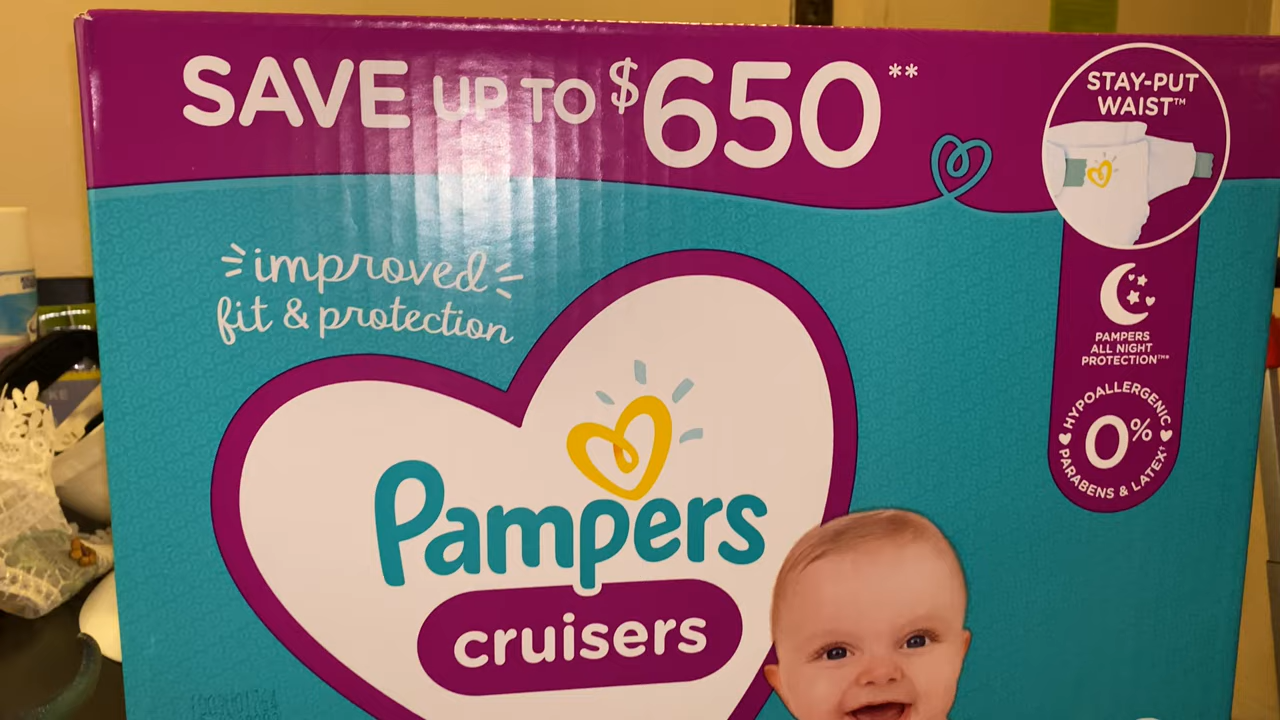 SAVE UP TO $650**
STAY-PUT
WAIST™
improved
fit & protection
PAMPERS
ALL NIGHT
PROTECTION™*
HYPOALLERGENIC
0%
PARABENS & LATEX†
Pampers
cruisers